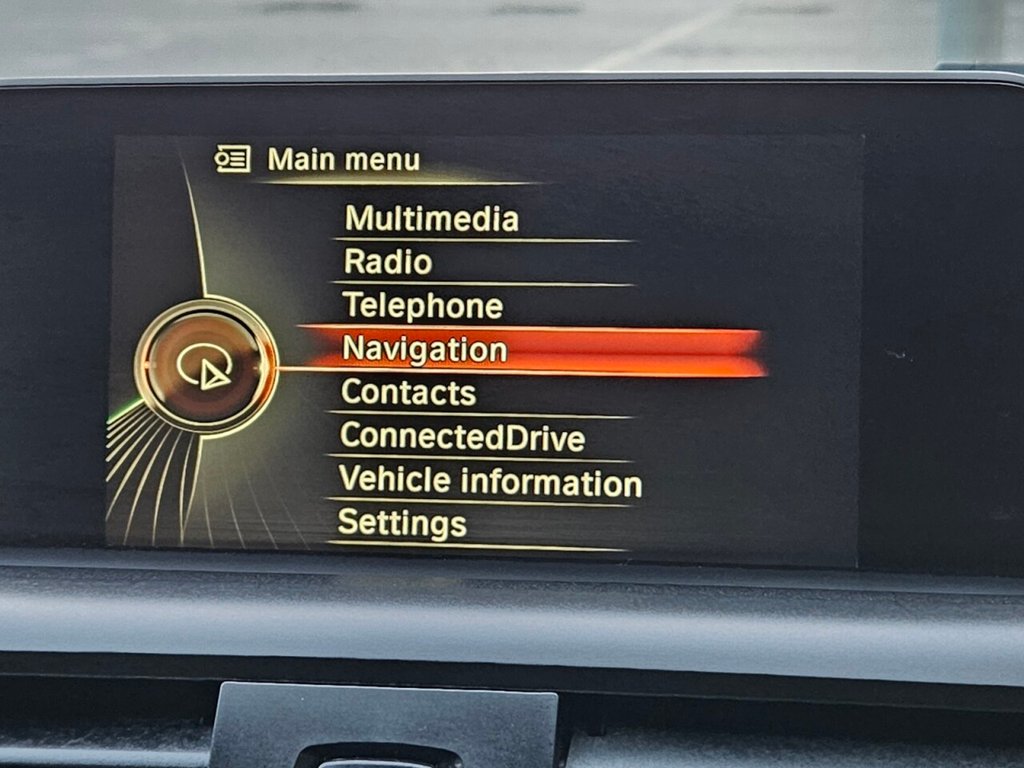 Main menu
Multimedia
Radio
Telephone
Navigation
Contacts
ConnectedDrive
Vehicle information
Settings